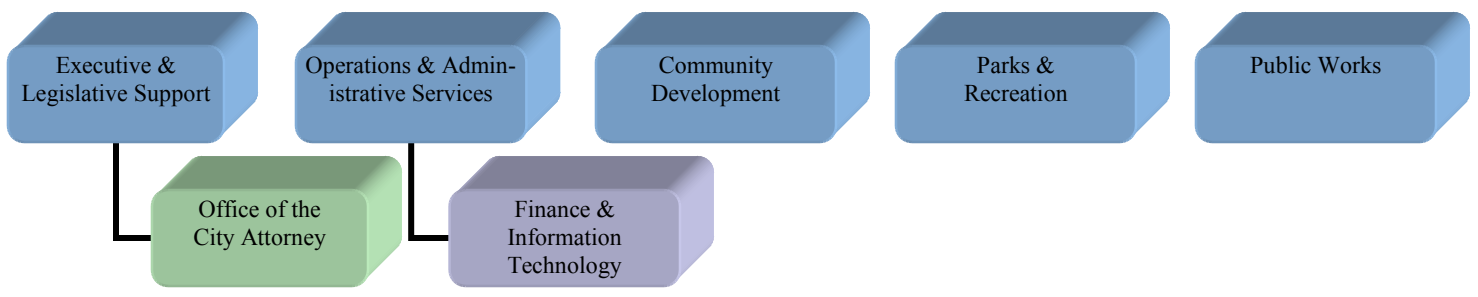 Executive &
Legislative Support
Operations & Admin-
istrative Services
Community
Development
Parks &
Recreation
Public Works
Office of the
City Attorney
Finance &
Information
Technology